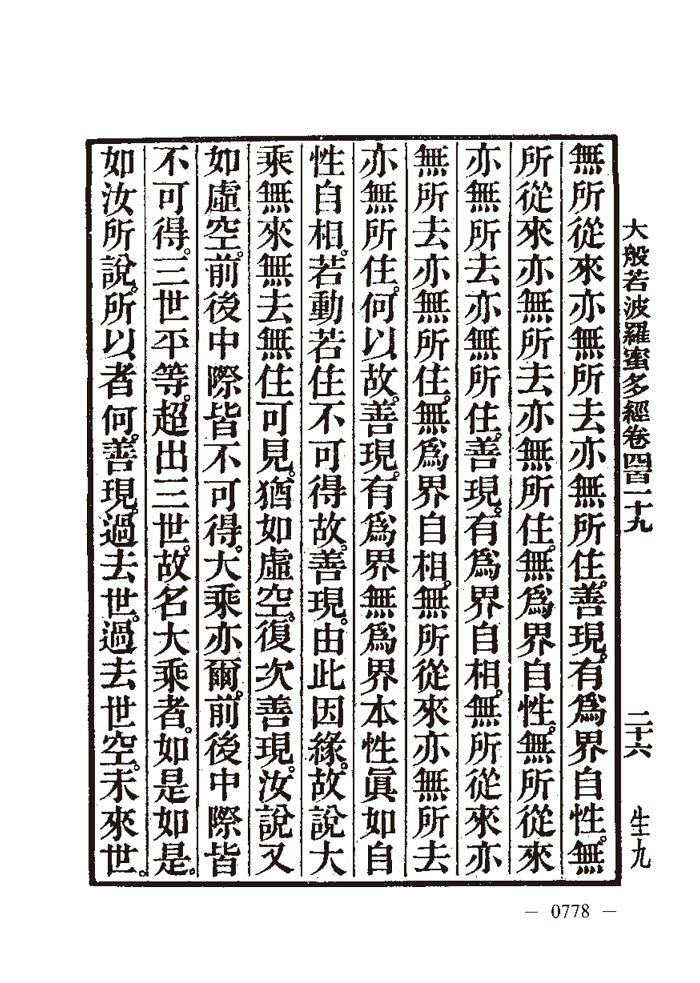 大般若波羅蜜多經卷四百一十九
二十六
生九
無所從來亦無所去亦無所住。善現。有爲界自性。無
所從來亦無所去亦無所住。無爲界自性。無所從來
亦無所去亦無所住。善現。有爲界自相。無所從來亦
無所去亦無所住。無爲界自相。無所從來亦無所去
亦無所住。何以故。善現。有爲界無爲界本性眞如自
性自相。若動若住不可得故。善現。由此因緣。故說大
乘無來無去無住可見。猶如虛空。復次善現。汝說又
如虛空。前後中際皆不可得。大乘亦爾。前後中際皆
不可得。三世平等。超出三世。故名大乘者。如是如是。
如汝所說。所以者何。善現。過去世。過去世空。未來世。
— 0778 —